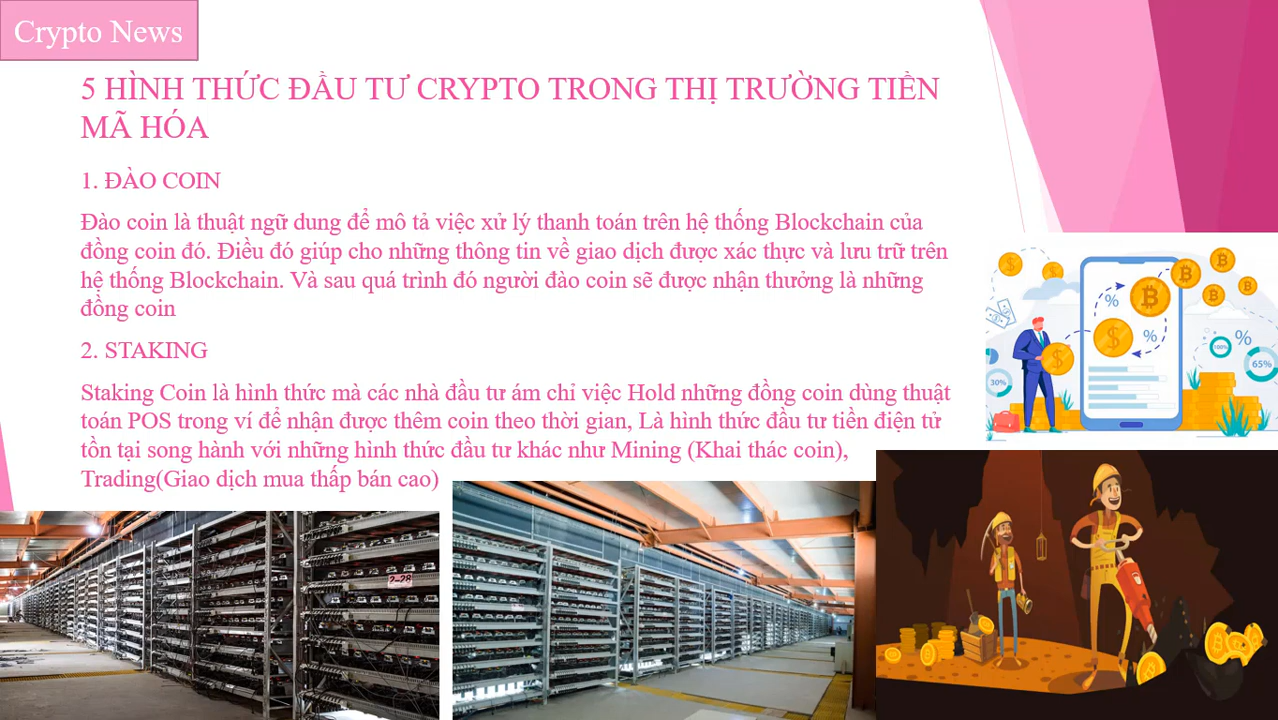 Crypto News
5 HÌNH THỨC ĐẦU TƯ CRYPTO TRONG THỊ TRƯỜNG TIỀN
MÃ HÓA
1. ĐÀO COIN
Đào coin là thuật ngữ dung để mô tả việc xử lý thanh toán trên hệ thống Blockchain của
đồng coin đó. Điều đó giúp cho những thông tin về giao dịch được xác thực và lưu trữ trên
hệ thống Blockchain. Và sau quá trình đó người đào coin sẽ được nhận thưởng là những
đồng coin
2. STAKING
Staking Coin là hình thức mà các nhà đầu tư ám chỉ việc Hold những đồng coin dùng thuật
toán POS trong ví để nhận được thêm coin theo thời gian, Là hình thức đầu tư tiền điện tử
tồn tại song hành với những hình thức đầu tư khác như Mining (Khai thác coin),
Trading(Giao dịch mua thấp bán cao)
%
%
%
100%
65%
30%
2-28